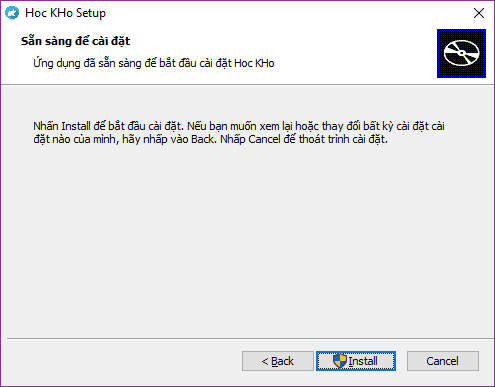 Hoc KHo Setup
Sẵn sàng để cài đặt
Ứng dụng đã sẵn sàng để bắt đầu cài đặt Hoc KHo
Nhấn Install để bắt đầu cài đặt. Nếu bạn muốn xem lại hoặc thay đổi bất kỳ cài đặt cài
đặt nào của mình, hãy nhấp vào Back. Nhấp Cancel để thoát trình cài đặt.
< Back
Install
Cancel